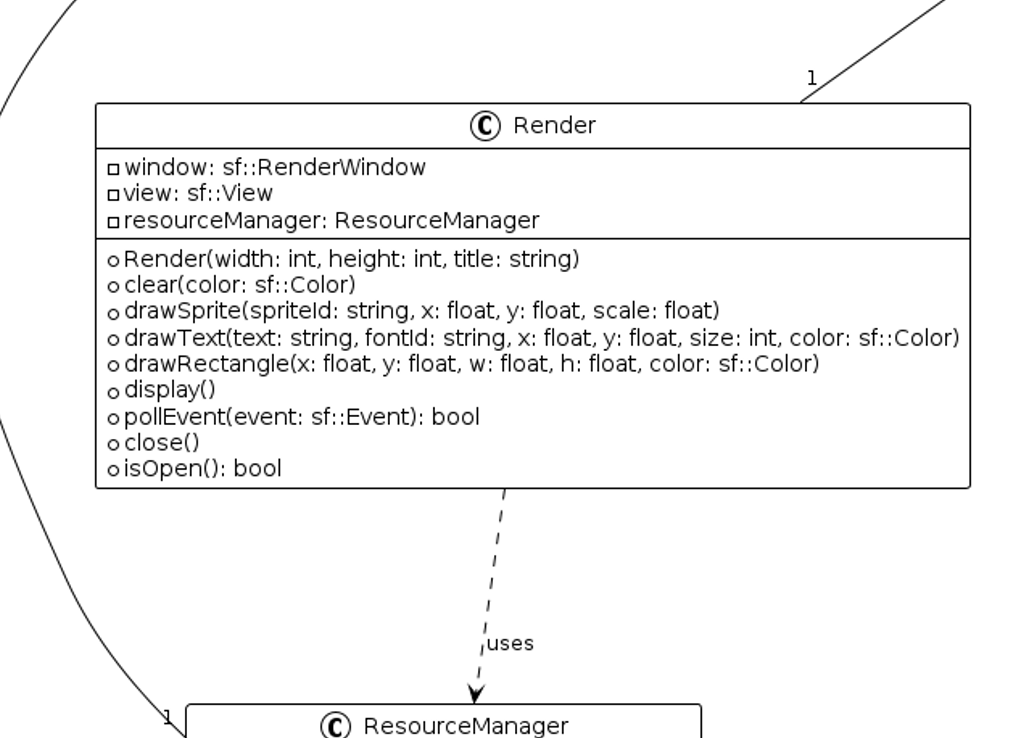 1
C Render
window: sf::RenderWindow
view: sf::View
resourceManager: ResourceManager
Render(width: int, height: int, title: string)
clear(color: sf::Color)
drawSprite(spriteId: string, x: float, y: float, scale: float)
drawText(text: string, fontId: string, x: float, y: float, size: int, color: sf::Color)
drawRectangle(x: float, y: float, w: float, h: float, color: sf::Color)
display()
pollEvent(event: sf::Event): bool
close()
isOpen(): bool
uses
1
C ResourceManager